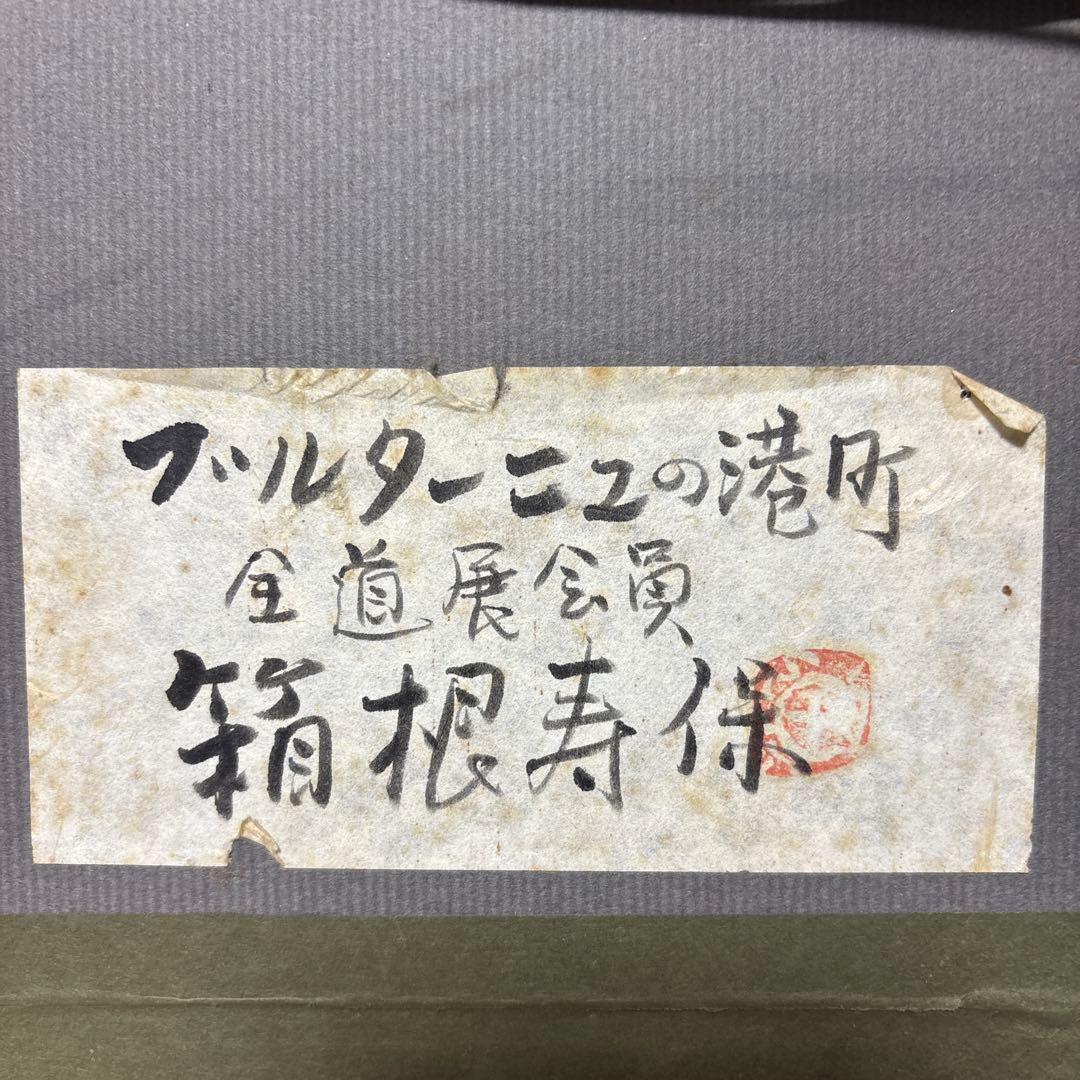 ブルターニュの港町
全道展会員
箱根寿保